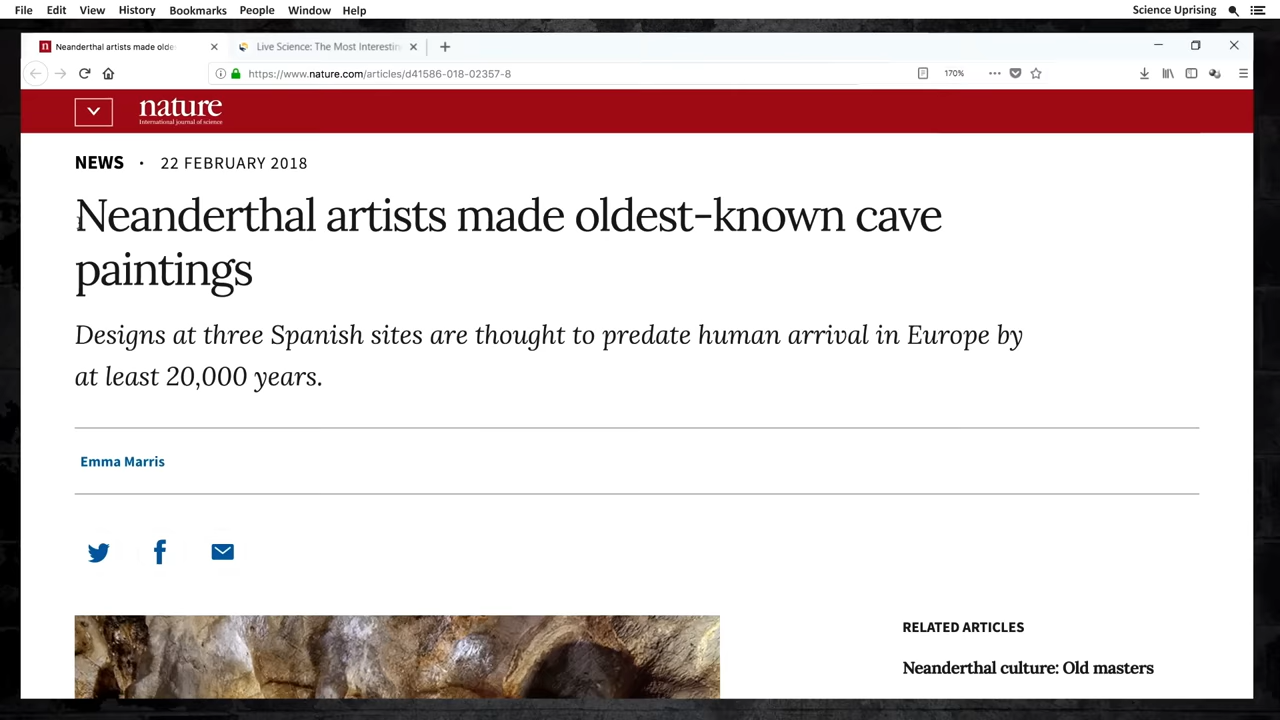 File Edit View History Bookmarks People Window Help Science Uprising
Neanderthal artists made oldes Live Science: The Most Interestin
https://www.nature.com/articles/d41586-018-02357-8 170%
nature
International journal of science
NEWS · 22 FEBRUARY 2018
Neanderthal artists made oldest-known cave
paintings
Designs at three Spanish sites are thought to predate human arrival in Europe by
at least 20,000 years.
Emma Marris
RELATED ARTICLES
Neanderthal culture: Old masters